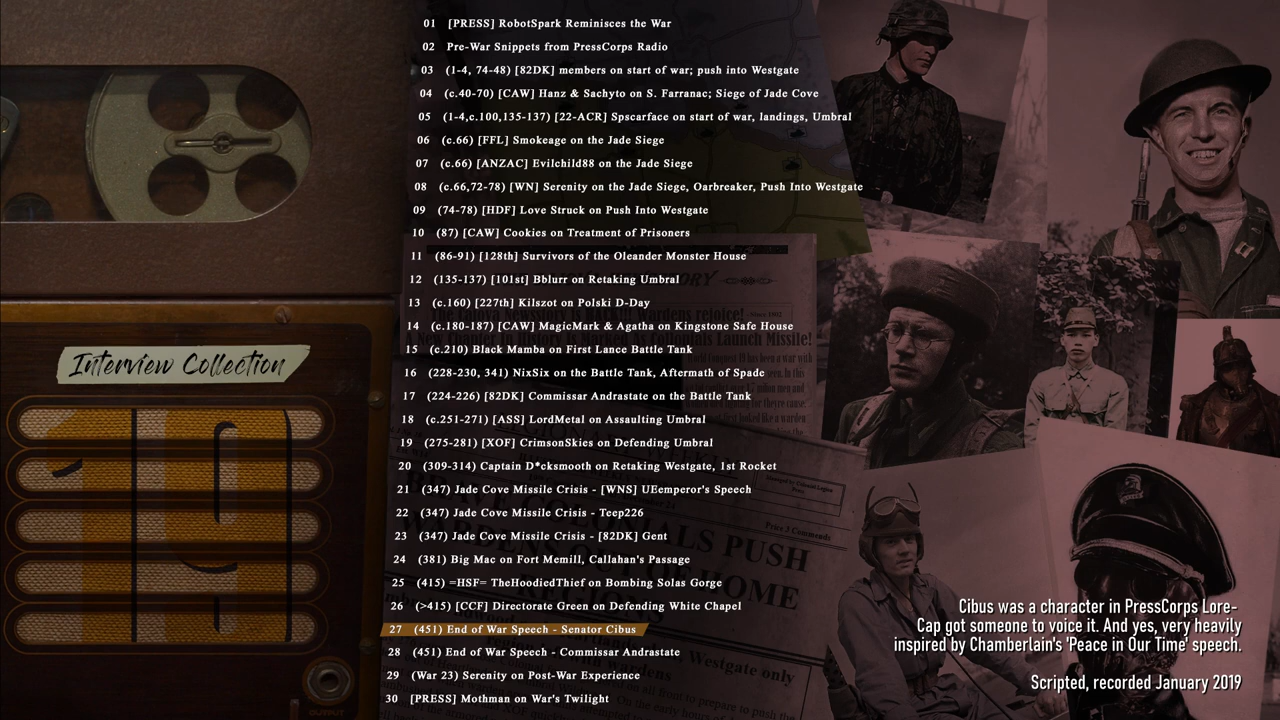 01 [PRESS] RobotSpark Reminisces the War
02 Pre-War Snippets from PressCorps Radio
03 (1-4, 74-48) [82DK] members on start of war; push into Westgate
04 (c.40-70) [CAW] Hanz & Sachyto on S. Farranac; Siege of Jade Cove
05 (1-4,c.100,135-137) [22-ACR] Spscarface on start of war, landings, Umbral
06 (c.66) [FFL] Smokeage on the Jade Siege
07 (c.66) [ANZAC] Evilchild88 on the Jade Siege
08 (c.66,72-78) [WN] Serenity on the Jade Siege, Oarbreaker, Push Into Westgate
09 (74-78) [HDF] Love Struck on Push Into Westgate
10 (87) [CAW] Cookies on Treatment of Prisoners
11 (86-91) [128th] Survivors of the Oleander Monster House
12 (135-137) [101st] Bblurr on Retaking Umbral
13 (c.160) [227th] Kilszot on Polski D-Day
14 (c.180-187) [CAW] MagicMark & Agatha on Kingstone Safe House
15 (c.210) Black Mamba on First Lance Battle Tank
16 (228-230, 341) NixSix on the Battle Tank, Aftermath of Spade
17 (224-226) [82DK] Commissar Andrastate on the Battle Tank
18 (c.251-271) [ASS] LordMetal on Assaulting Umbral
19 (275-281) [XOF] CrimsonSkies on Defending Umbral
20 (309-314) Captain D*cksmooth on Retaking Westgate, 1st Rocket
21 (347) Jade Cove Missile Crisis - [WNS] UEemperor's Speech
22 (347) Jade Cove Missile Crisis - Teep226
23 (347) Jade Cove Missile Crisis - [82DK] Gent
24 (381) Big Mac on Fort Memill, Callahan's Passage
25 (415) =HSF= TheHoodiedThief on Bombing Solas Gorge
26 (>415) [CCF] Directorate Green on Defending White Chapel
27 (451) End of War Speech - Senator Cibus
28 (451) End of War Speech - Commissar Andrastate
29 (War 23) Serenity on Post-War Experience
30 [PRESS] Mothman on War's Twilight
Interview Collection
19
OUTPUT
Cibus was a character in PressCorps Lore-
Cap got someone to voice it. And yes, very heavily
inspired by Chamberlain's 'Peace in Our Time' speech.
Scripted, recorded January 2019
Price 3 Commends
Westgate only